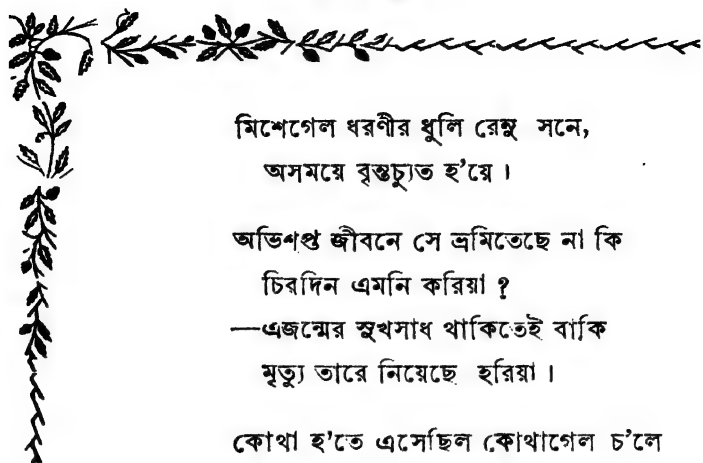 মিশেগেল ধরণীর ধুলি রেণু সনে,
অসময়ে বৃন্তচ্যুত হ'য়ে ।
অভিশপ্ত জীবনে সে ভ্রমিতেছে না কি
চিরদিন এমনি করিয়া ?
—এজন্মের সুখসাধ থাকিতেই বাকি
মৃত্যু তারে নিয়েছে হরিয়া ।
কোথা হ'তে এসেছিল কোথাগেল চ'লে